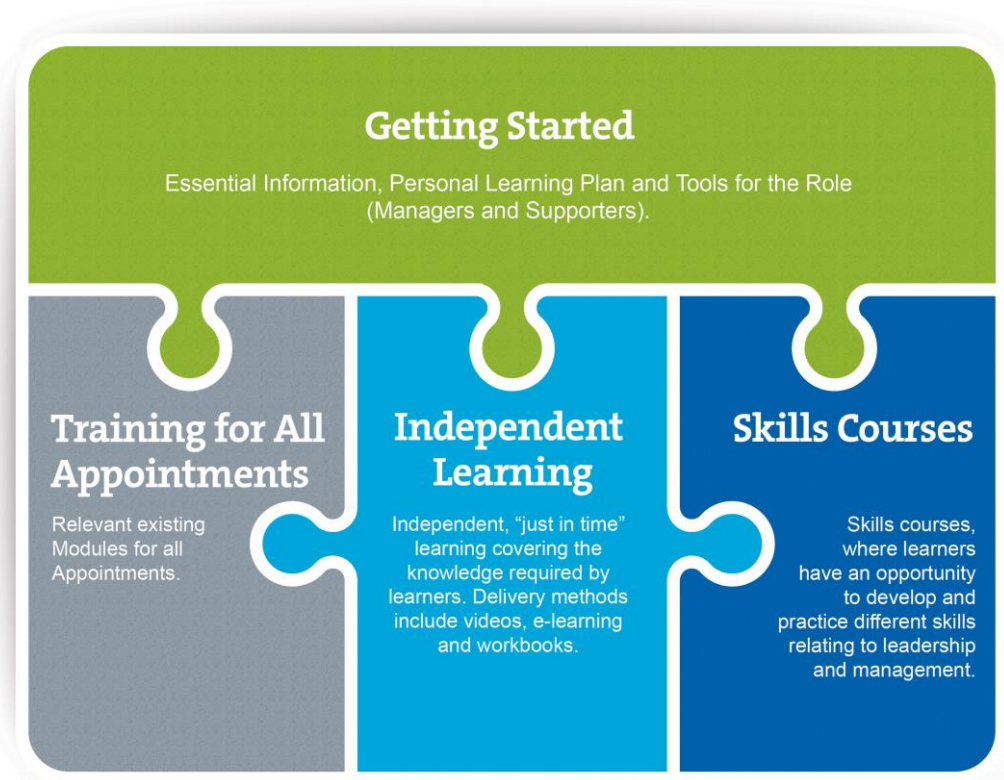 Getting Started
Essential Information, Personal Learning Plan and Tools for the Role
(Managers and Supporters).
Training for All
Appointments
Relevant existing
Modules for all
Appointments.
Independent
Learning
Independent, “just in time”
learning covering the
knowledge required by
learners. Delivery methods
include videos, e-learning
and workbooks.
Skills Courses
Skills courses,
where learners
have an opportunity
to develop and
practice different skills
relating to leadership
and management.